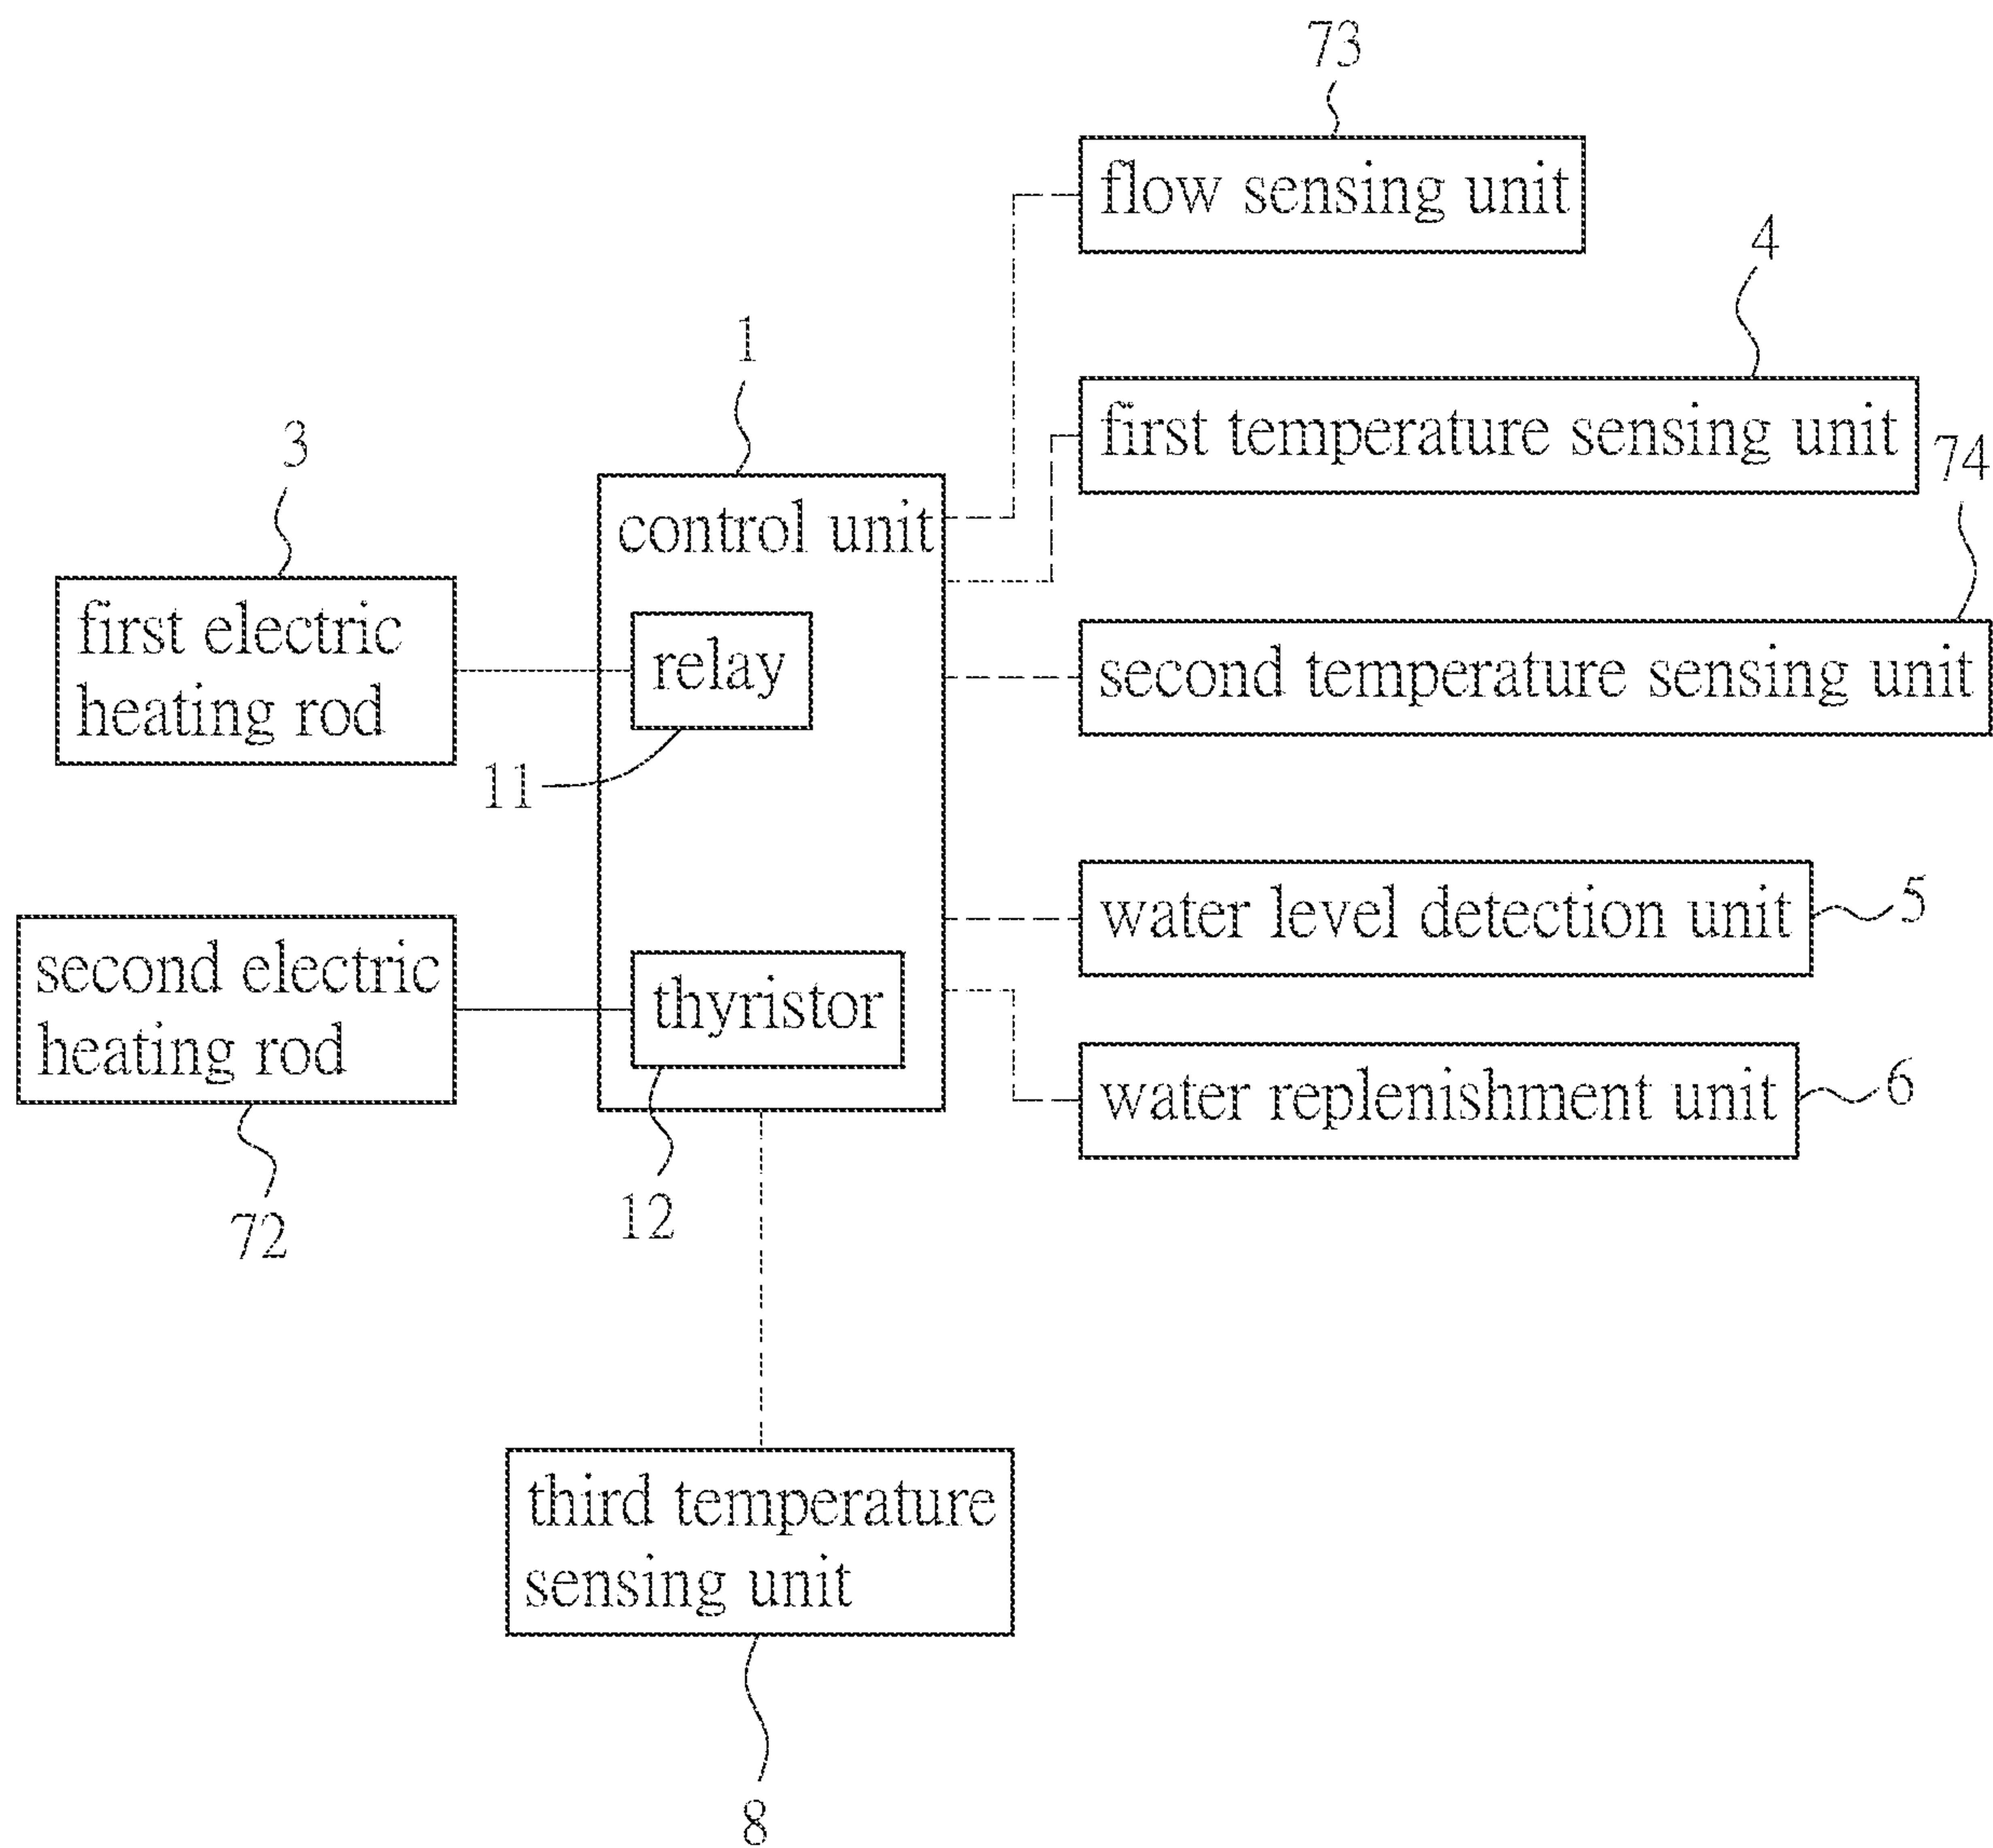 73
flow sensing unit
4
first temperature sensing unit
1
control unit
3
first electric
heating rod
relay
11
74
second temperature sensing unit
water level detection unit
5
second electric
heating rod
72
thyristor
12
water replenishment unit
6
third temperature
sensing unit
8